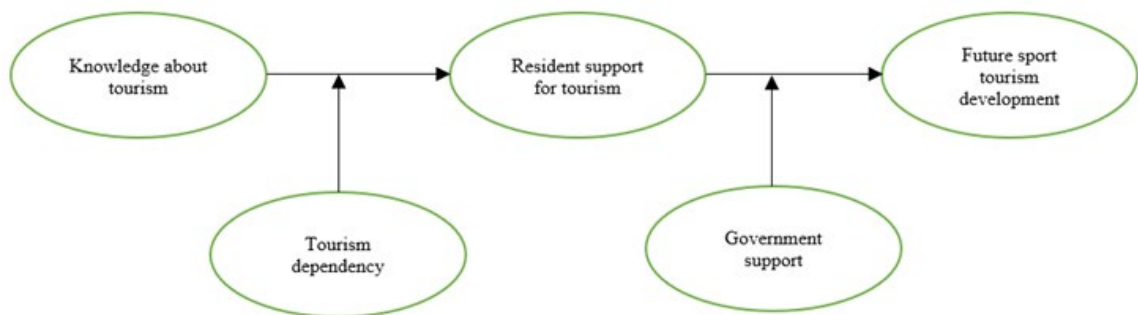 Knowledge about
tourism
Resident support
for tourism
Future sport
tourism
development
Tourism
dependency
Government
support